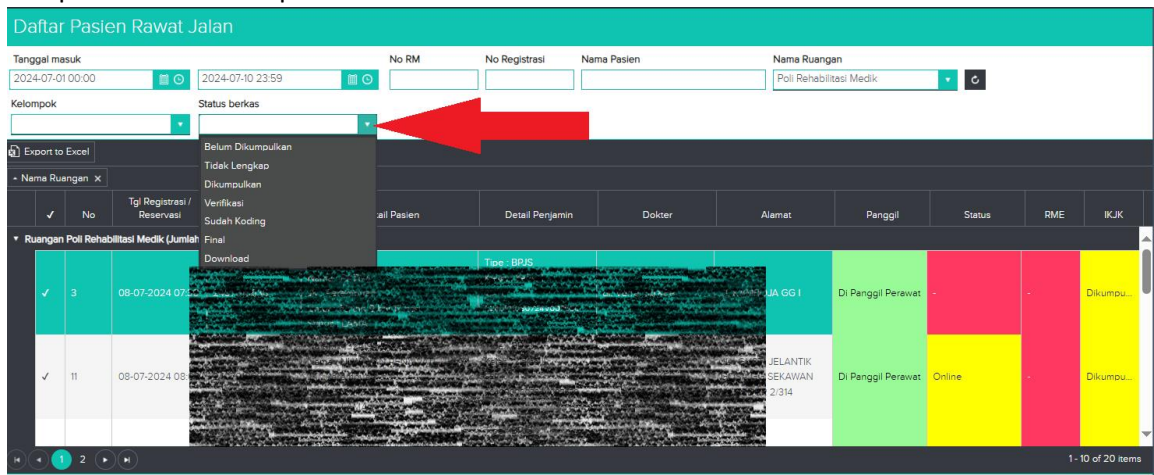 Daftar Pasien Rawat Jalan
Tanggal masuk No RM No Registrasi Nama Pasien Nama Ruangan
2024-07-01 00:00 2024-07-10 23:59 Poli Rehabilitasi Medik
Kelompok Status berkas
Belum Dikumpulkan
Tidak Lengkap
Dikumpulkan
Verifikasi
Sudah Koding
Final
Download
Export to Excel
Nama Ruangan ×
No Tgl Registrasi / Reservasi Pasien Detail Penjamin Dokter Alamat Panggil Status RME IKJK
Ruangan Poli Rehabilitasi Medik
Tipe : BPJS
3 08-07-2024 GG I Di Panggil Perawat - - Dikumpu...
JELANTIK
11 08-07-2024 SEKAWAN Di Panggil Perawat Online - Dikumpu...
2/314
1 2 1 - 10 of 20 items